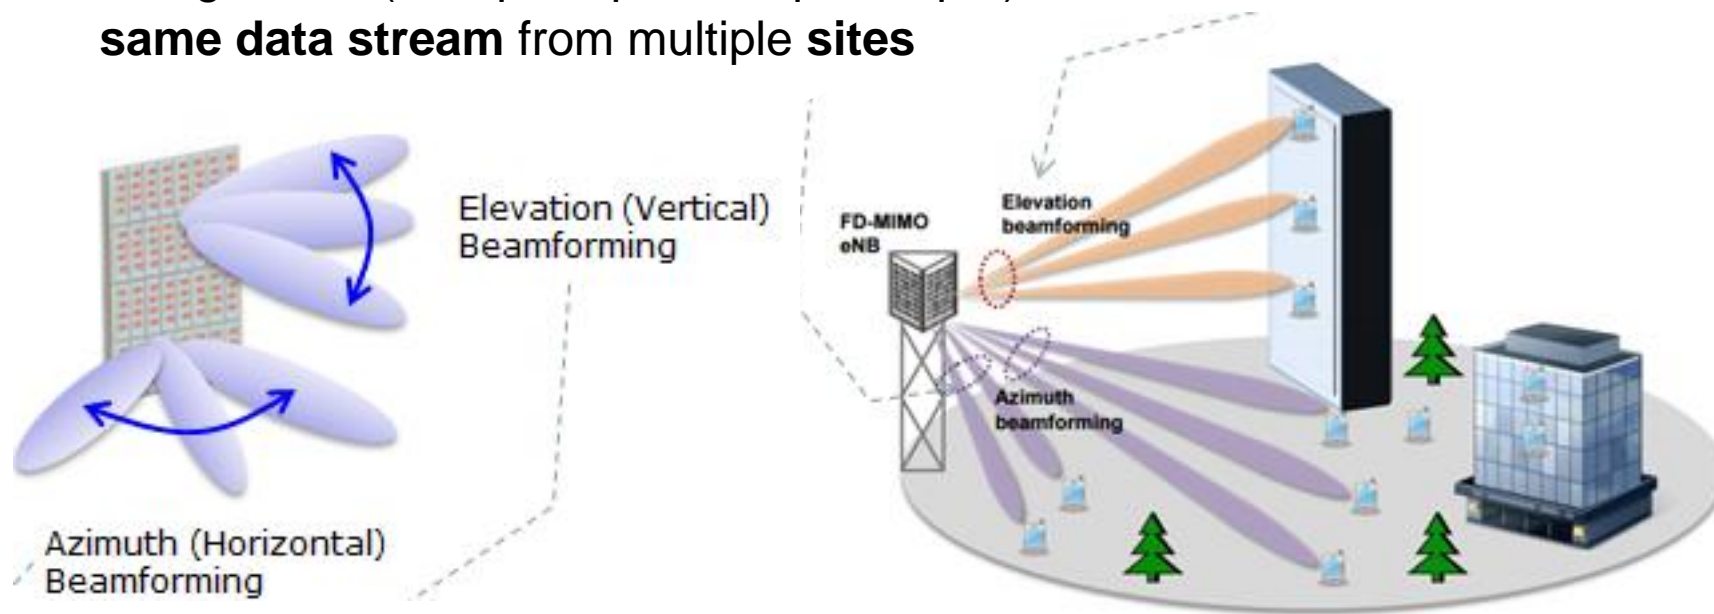 same data stream from multiple sites
Elevation (Vertical)
Beamforming
Azimuth (Horizontal)
Beamforming
FD-MIMO
eNB
Elevation
beamforming
Azimuth
beamforming